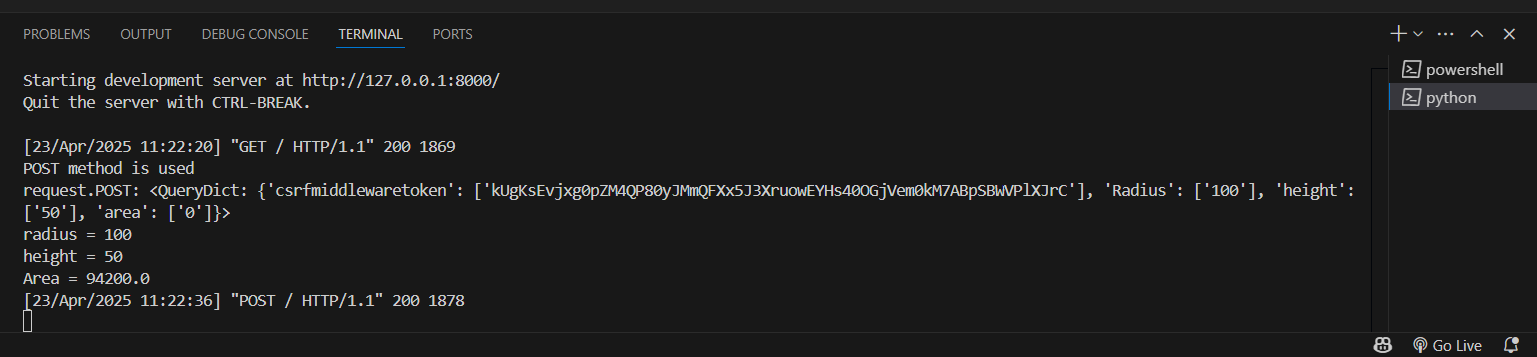 PROBLEMS OUTPUT DEBUG CONSOLE TERMINAL PORTS
Starting development server at http://127.0.0.1:8000/
Quit the server with CTRL-BREAK.
[23/Apr/2025 11:22:20] "GET / HTTP/1.1" 200 1869
POST method is used
request.POST: <QueryDict: {'csrfmiddlewaretoken': ['kUgKsEvjxg0pZM4QP80yJMmQFXx5J3XruowEYHs40OGjVem0kM7ABpSBWVPlXJrC'], 'Radius': ['100'], 'height':
['50'], 'area': ['0']}>
radius = 100
height = 50
Area = 94200.0
[23/Apr/2025 11:22:36] "POST / HTTP/1.1" 200 1878
powershell
python
Go Live